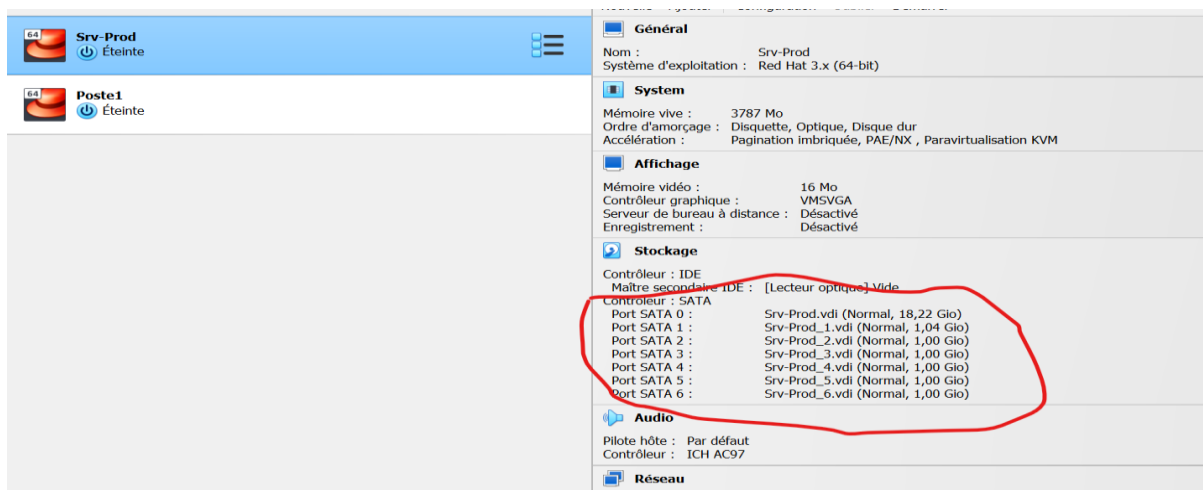 64
Srv-Prod
Éteinte
64
Poste1
Éteinte
Général
Nom : Srv-Prod
Système d'exploitation : Red Hat 3.x (64-bit)
System
Mémoire vive : 3787 Mo
Ordre d'amorçage : Disquette, Optique, Disque dur
Accélération : Pagination imbriquée, PAE/NX , Paravirtualisation KVM
Affichage
Mémoire vidéo : 16 Mo
Contrôleur graphique : VMSVGA
Serveur de bureau à distance : Désactivé
Enregistrement : Désactivé
Stockage
Contrôleur : IDE
Maître secondaire IDE : [Lecteur optique] Vide
Contrôleur : SATA
Port SATA 0 : Srv-Prod.vdi (Normal, 18,22 Gio)
Port SATA 1 : Srv-Prod_1.vdi (Normal, 1,04 Gio)
Port SATA 2 : Srv-Prod_2.vdi (Normal, 1,00 Gio)
Port SATA 3 : Srv-Prod_3.vdi (Normal, 1,00 Gio)
Port SATA 4 : Srv-Prod_4.vdi (Normal, 1,00 Gio)
Port SATA 5 : Srv-Prod_5.vdi (Normal, 1,00 Gio)
Port SATA 6 : Srv-Prod_6.vdi (Normal, 1,00 Gio)
Audio
Pilote hôte : Par défaut
Contrôleur : ICH AC97
Réseau